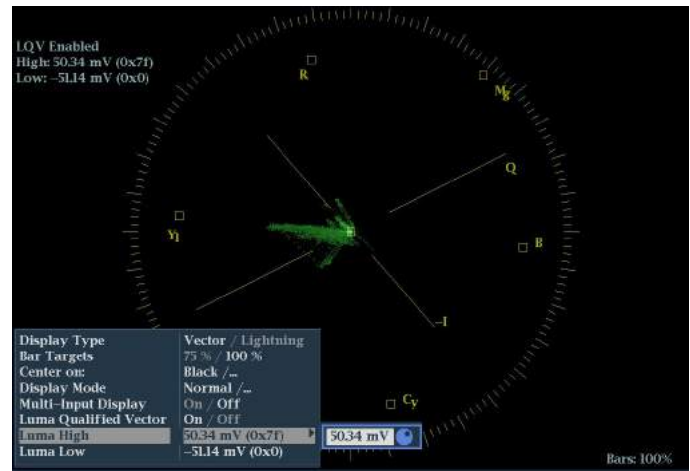 LQV Enabled
High: 50.34 mV (0x7f)
Low: −51.14 mV (0x0)
R
Mg
Q
Yl
B
−I
Cy
Display Type Vector / Lightning
Bar Targets 75 % / 100 %
Center on: Black /...
Display Mode Normal /...
Multi−Input Display On / Off
Luma Qualified Vector On / Off
Luma High 50.34 mV (0x7f) 50.34 mV
Luma Low −51.14 mV (0x0)
Bars: 100%